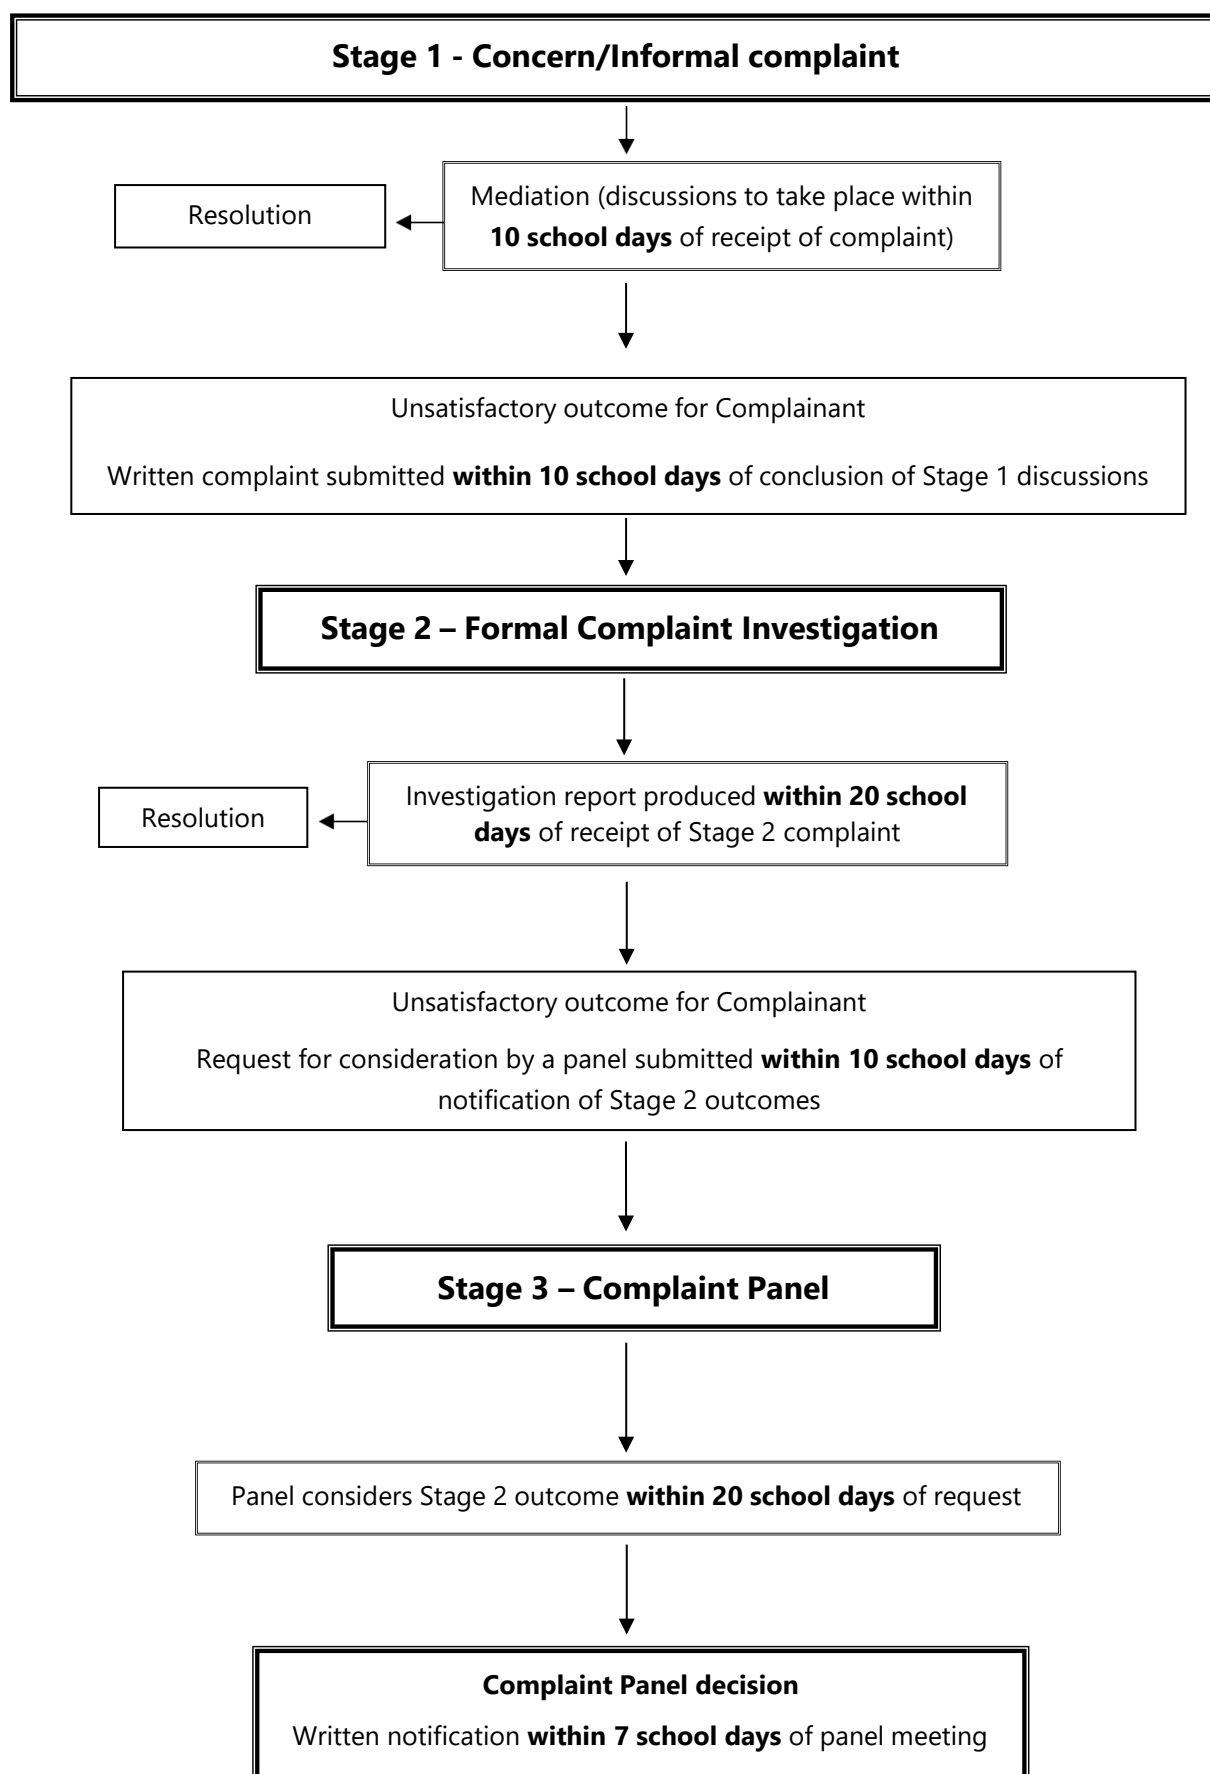 Stage 1 - Concern/Informal complaint
Resolution
Mediation (discussions to take place within
10 school days of receipt of complaint)
Unsatisfactory outcome for Complainant
Written complaint submitted within 10 school days of conclusion of Stage 1 discussions
Stage 2 – Formal Complaint Investigation
Resolution
Investigation report produced within 20 school
days of receipt of Stage 2 complaint
Unsatisfactory outcome for Complainant
Request for consideration by a panel submitted within 10 school days of
notification of Stage 2 outcomes
Stage 3 – Complaint Panel
Panel considers Stage 2 outcome within 20 school days of request
Complaint Panel decision
Written notification within 7 school days of panel meeting